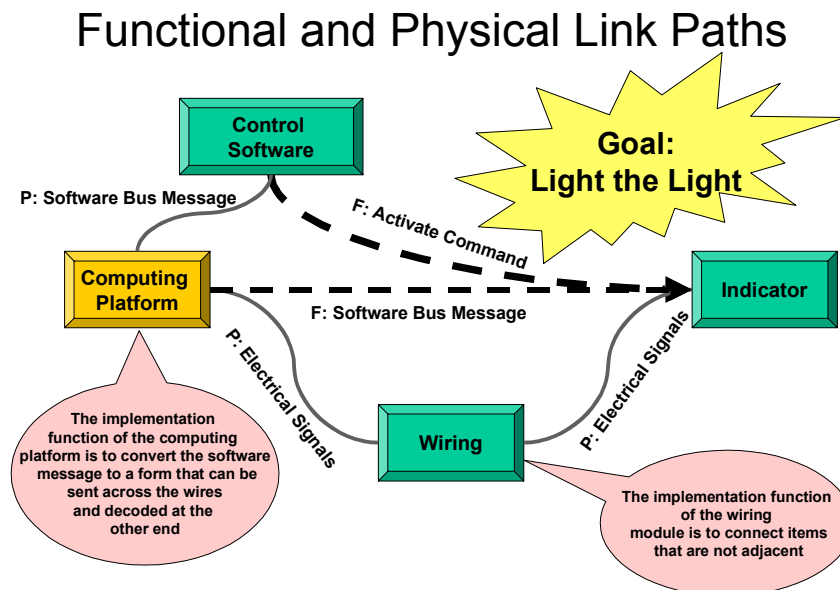 Functional and Physical Link Paths
Control
Software
Goal:
Light the Light
P: Software Bus Message
F: Activate Command
Computing
Platform
Indicator
F: Software Bus Message
P: Electrical Signals
P: Electrical Signals
Wiring
The implementation
function of the computing
platform is to convert the software
message to a form that can be
sent across the wires
and decoded at the
other end
The implementation function
of the wiring
module is to connect items
that are not adjacent